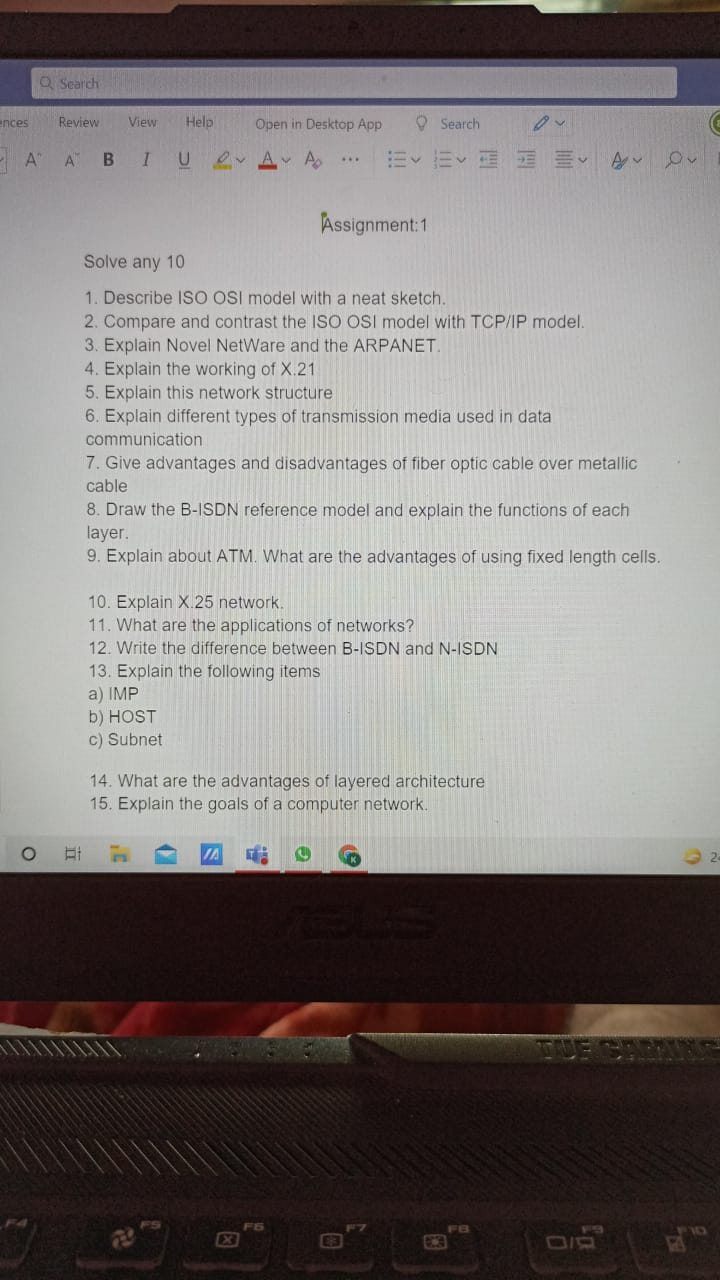 Search
ences Review View Help Open in Desktop App Search
A A B I U A A ...
Assignment:1
Solve any 10
1. Describe ISO OSI model with a neat sketch.
2. Compare and contrast the ISO OSI model with TCP/IP model.
3. Explain Novel NetWare and the ARPANET.
4. Explain the working of X.21
5. Explain this network structure
6. Explain different types of transmission media used in data
communication
7. Give advantages and disadvantages of fiber optic cable over metallic
cable
8. Draw the B-ISDN reference model and explain the functions of each
layer.
9. Explain about ATM. What are the advantages of using fixed length cells.
10. Explain X.25 network.
11. What are the applications of networks?
12. Write the difference between B-ISDN and N-ISDN
13. Explain the following items
a) IMP
b) HOST
c) Subnet
14. What are the advantages of layered architecture
15. Explain the goals of a computer network.
ASUS
TUF GAMING
F4 F5 F6 F7 F8 F9 F10